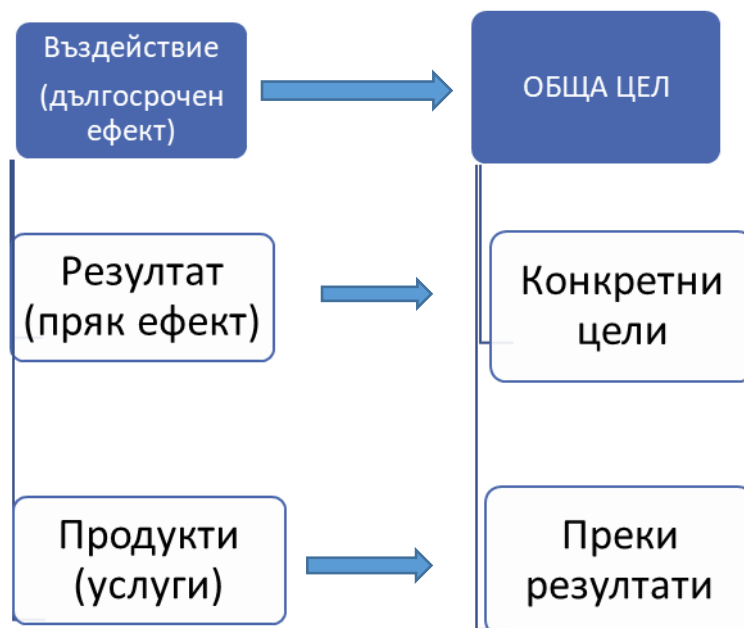 Въздействие
(дългосрочен
ефект)
ОБЩА ЦЕЛ
Резултат
(пряк ефект)
Конкретни
цели
Продукти
(услуги)
Преки
резултати